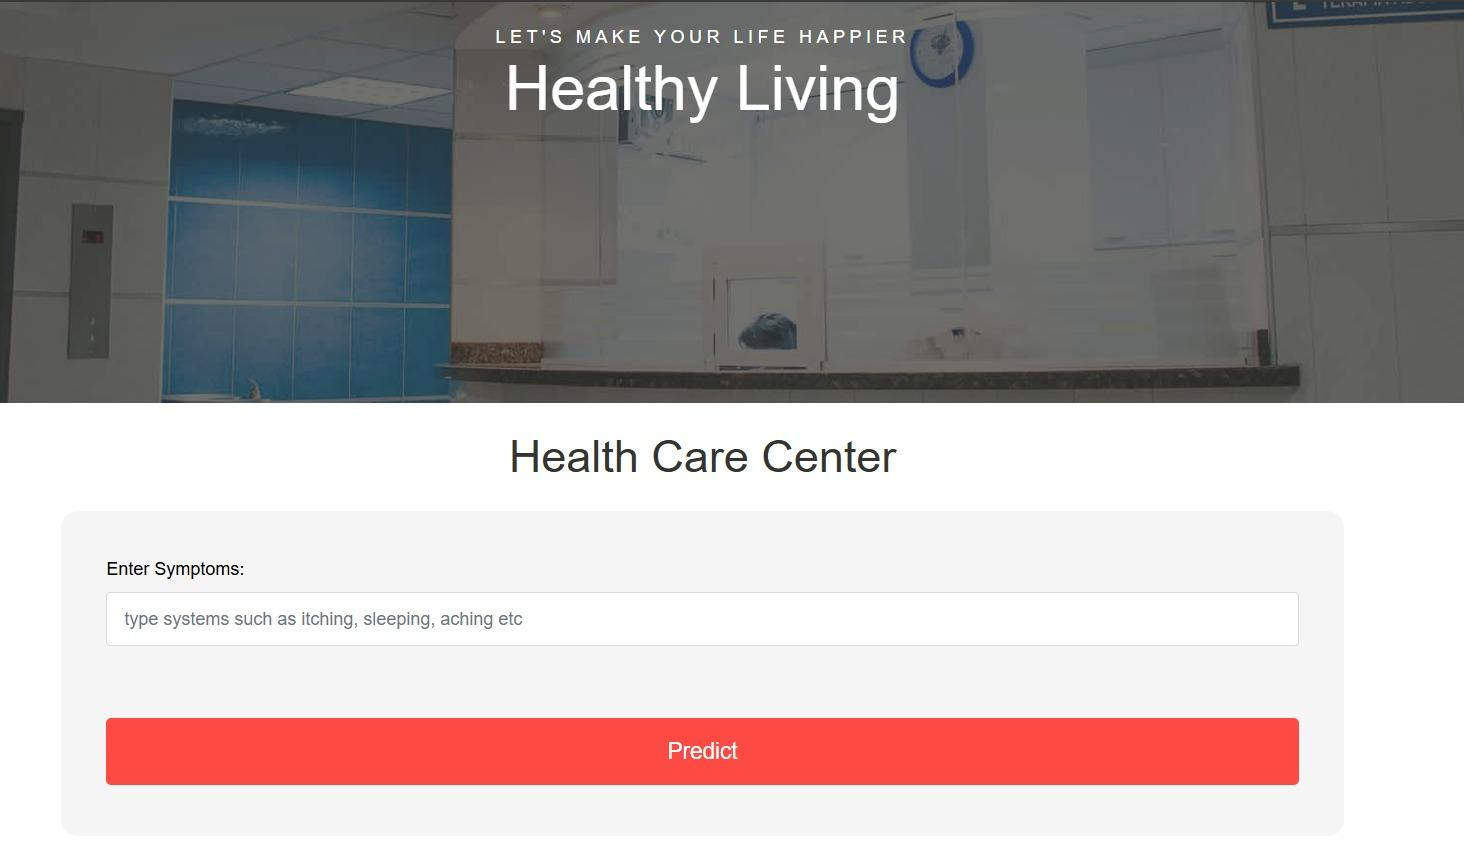 LET'S MAKE YOUR LIFE HAPPIER
Healthy Living
Health Care Center
Enter Symptoms:
type systems such as itching, sleeping, aching etc
Predict